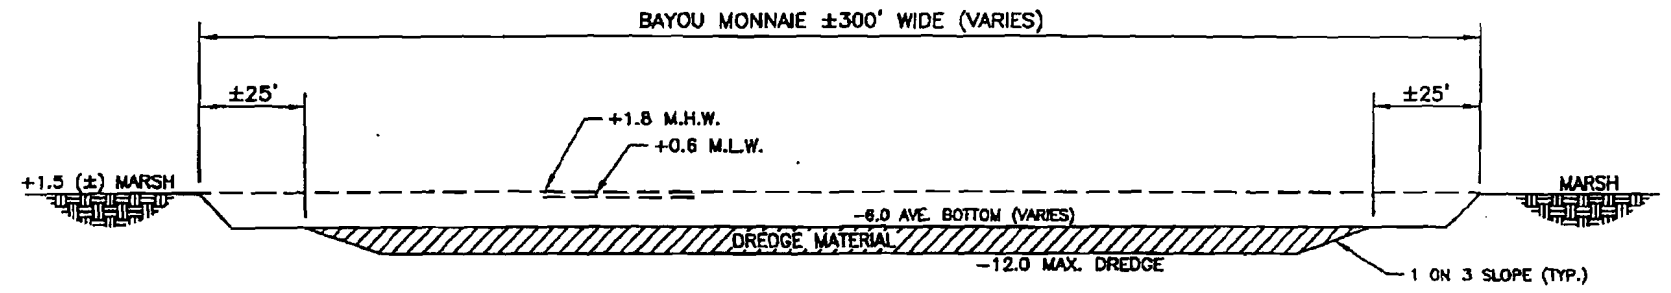 BAYOU MONNAIE ±300' WIDE (VARIES)
±25'
±25'
+1.8 M.H.W.
+0.6 M.L.W.
+1.5 (±) MARSH
MARSH
-6.0 AVE. BOTTOM (VARIES)
DREDGE MATERIAL
-12.0 MAX. DREDGE
1 ON 3 SLOPE (TYP.)